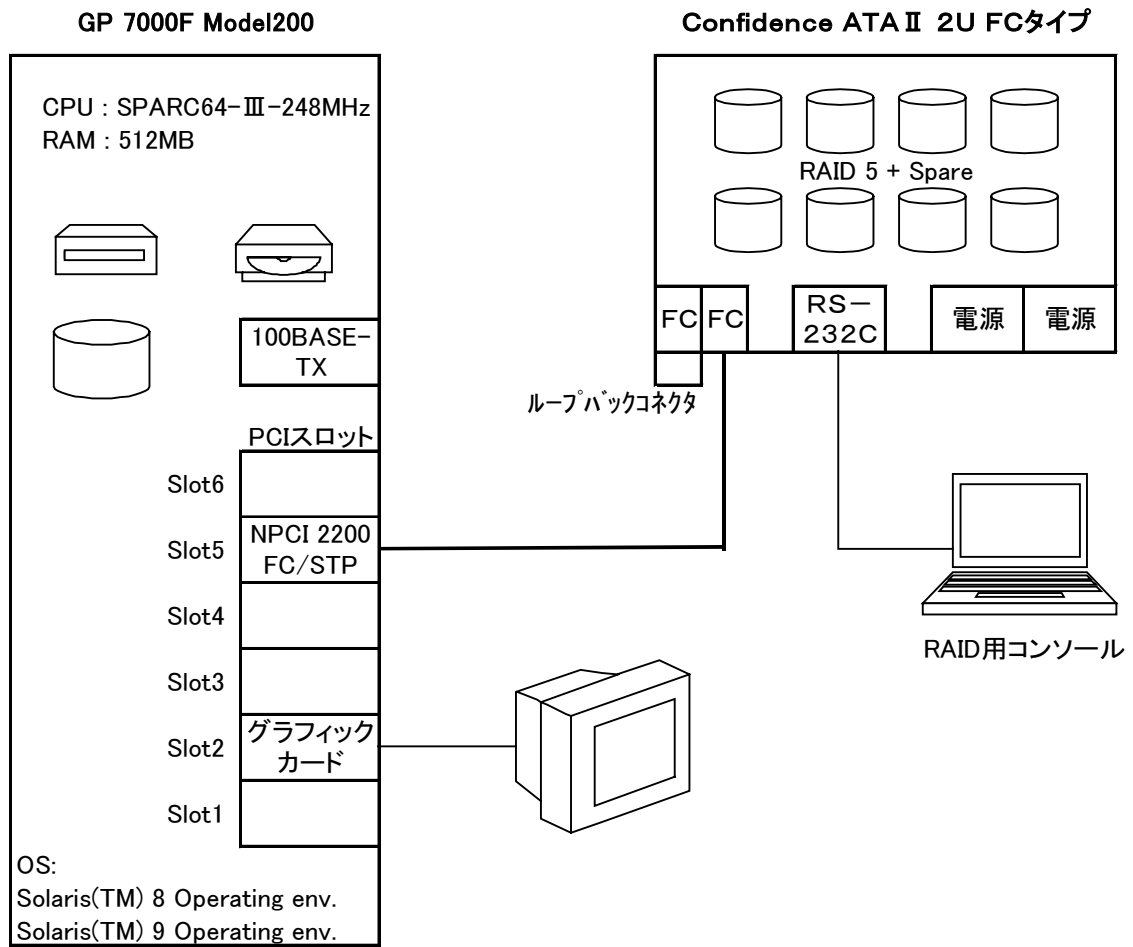 GP 7000F Model200
Confidence ATAⅡ 2U FCタイプ
CPU : SPARC64-Ⅲ-248MHz
RAM : 512MB
RAID 5 + Spare
FC
FC
RS-
232C
電源
電源
100BASE-
TX
ループバックコネクタ
PCIスロット
Slot6
Slot5
NPCI 2200
FC/STP
Slot4
Slot3
Slot2
グラフィック
カード
Slot1
RAID用コンソール
OS:
Solaris(TM) 8 Operating env.
Solaris(TM) 9 Operating env.